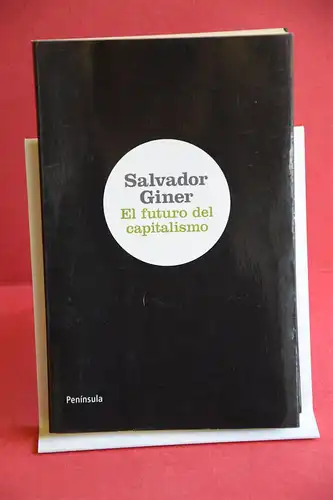 Salvador
Giner
El futuro del
capitalismo
Península